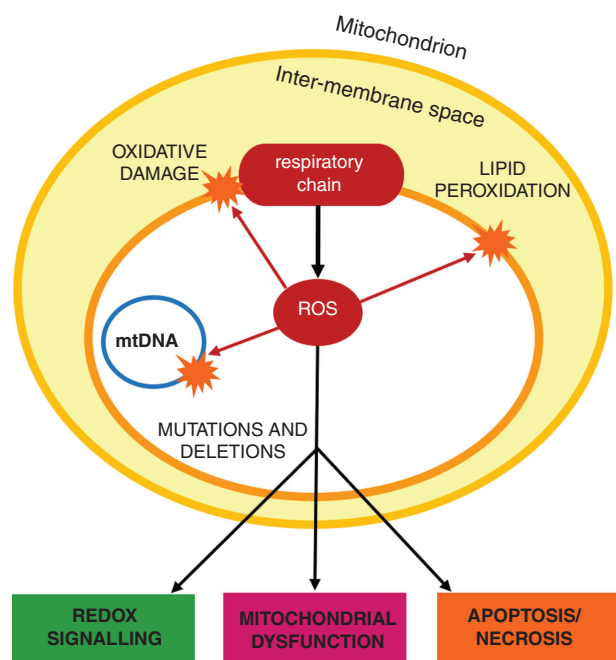 Mitochondrion
Inter-membrane space
OXIDATIVE
DAMAGE
respiratory
chain
LIPID
PEROXIDATION
ROS
mtDNA
MUTATIONS AND
DELETIONS
REDOX
SIGNALLING
MITOCHONDRIAL
DYSFUNCTION
APOPTOSIS/
NECROSIS